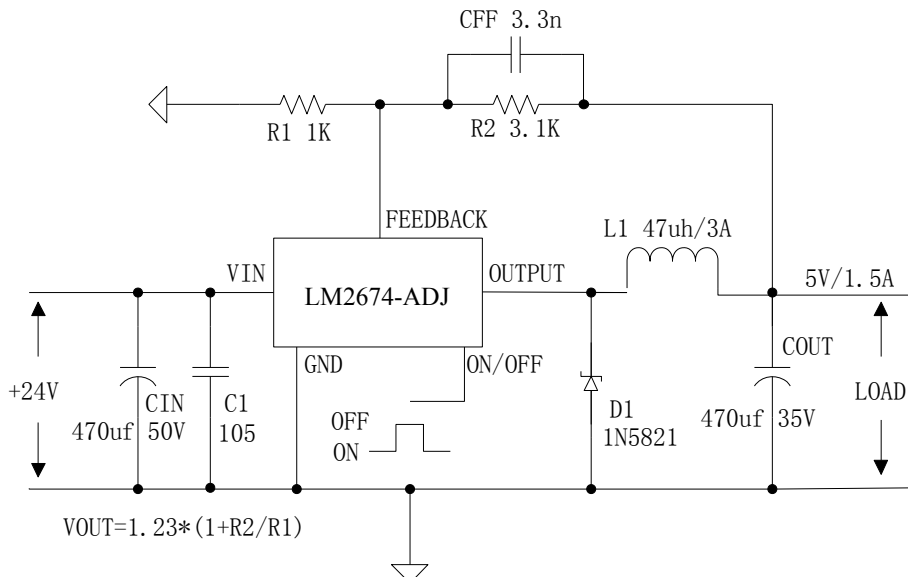 CFF 3.3n
R1 1K
R2 3.1K
FEEDBACK
L1 47uh/3A
VIN
OUTPUT
5V/1.5A
LM2674-ADJ
GND
ON/OFF
COUT
+24V
CIN
C1
OFF
D1
LOAD
470uf 50V
105
ON
1N5821
470uf 35V
VOUT=1.23*(1+R2/R1)